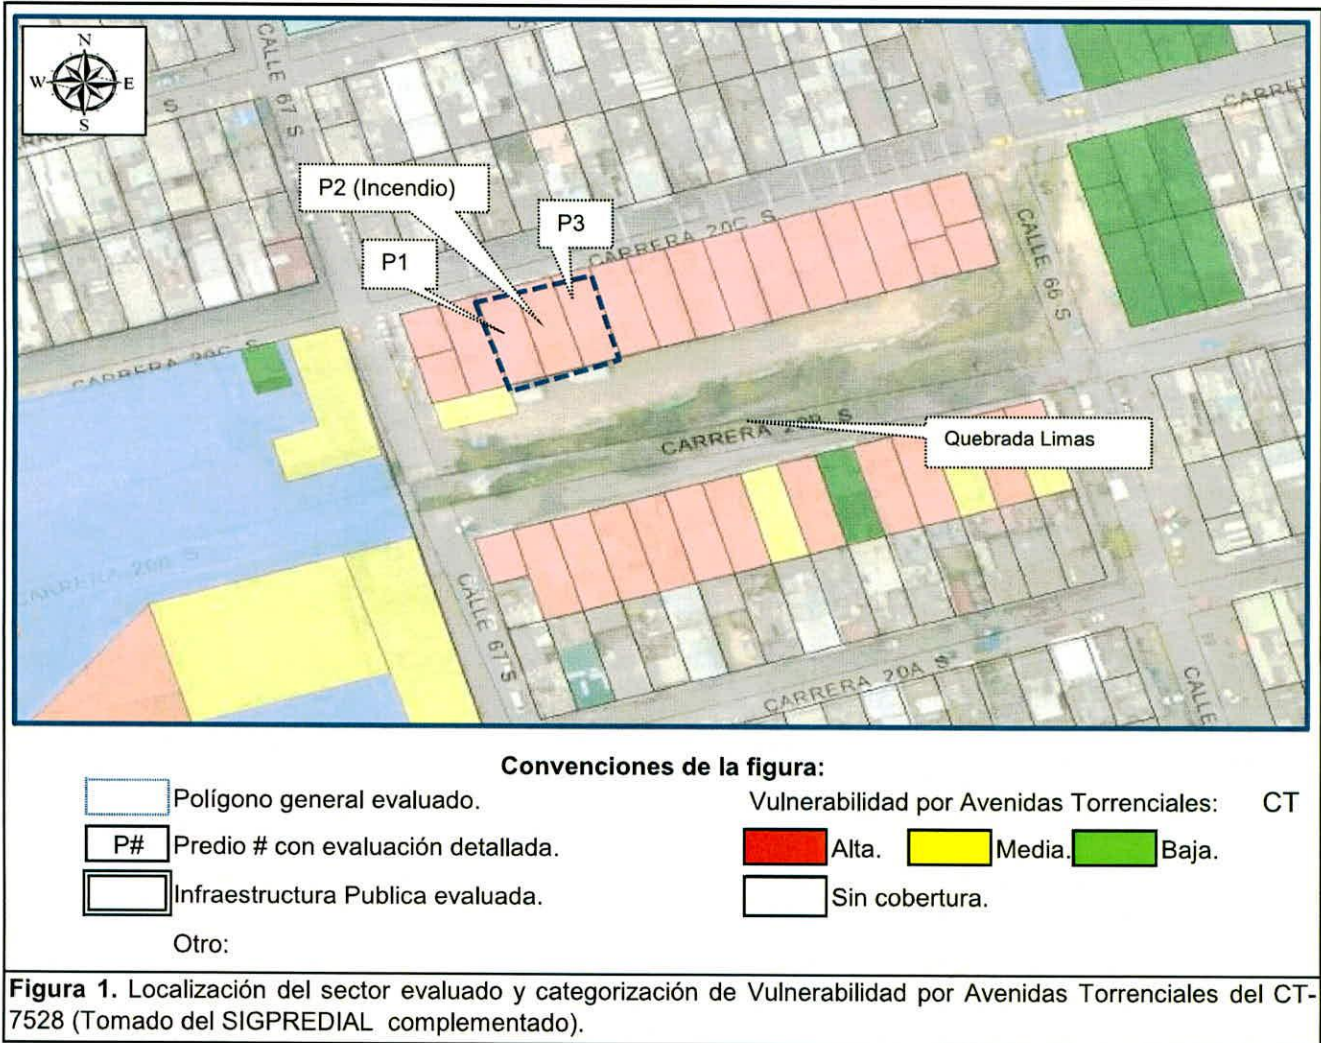 N
W E
S
CALLE 67 S
S
CARRERA 20C S
P2 (Incendio)
P3
P1
CARRERA 20C S
CALLE 66 S
CARRERA 20B S
Quebrada Limas
CARRERA 20B S
CALLE 67 S
CARRERA 20A S
CALLE
Convenciones de la figura:
Polígono general evaluado.
Vulnerabilidad por Avenidas Torrenciales: CT
P# Predio # con evaluación detallada.
Alta. Media. Baja.
Infraestructura Publica evaluada.
Sin cobertura.
Otro:
Figura 1. Localización del sector evaluado y categorización de Vulnerabilidad por Avenidas Torrenciales del CT-
7528 (Tomado del SIGPREDIAL complementado).